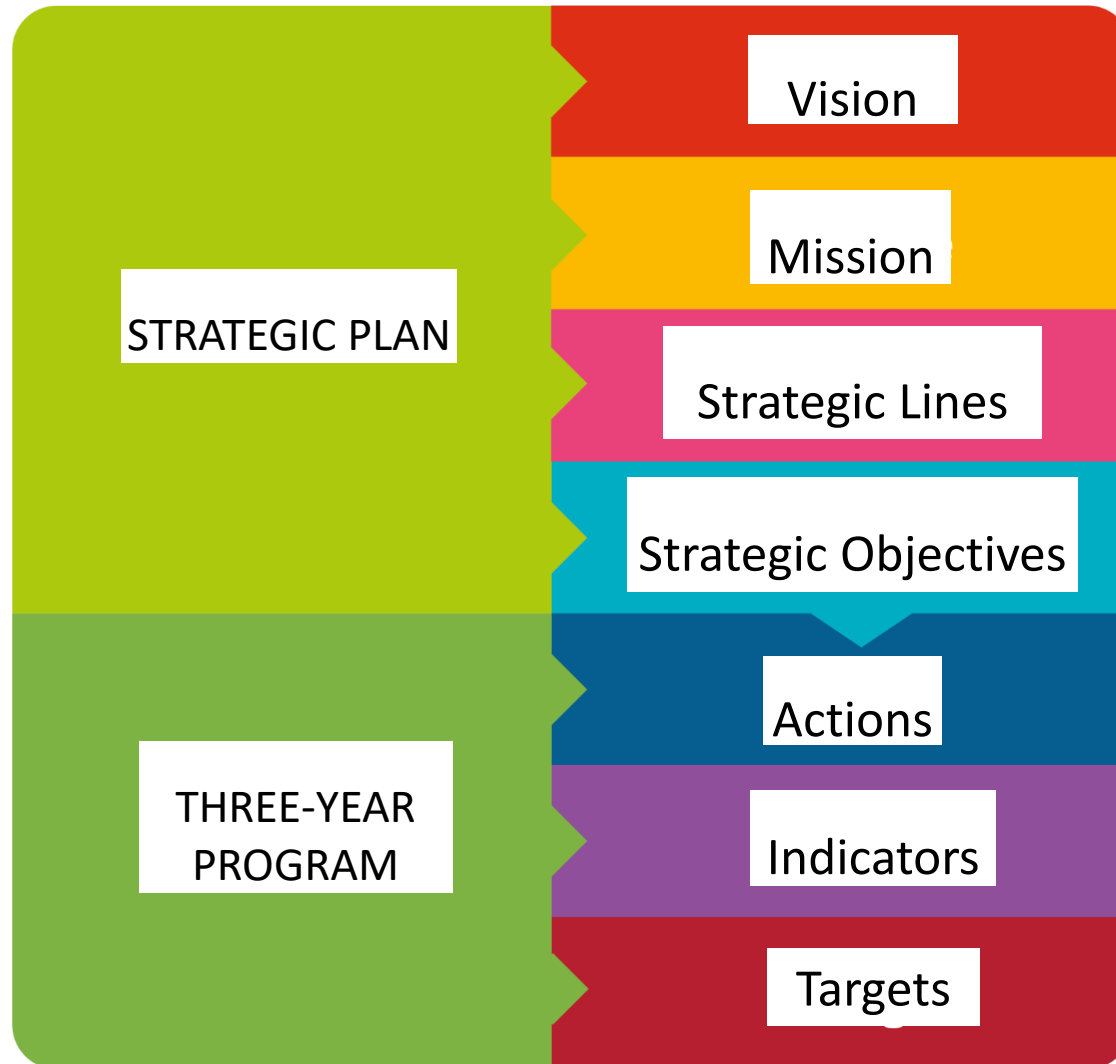 STRATEGIC PLAN
Vision
Mission
Strategic Lines
Strategic Objectives
THREE-YEAR
PROGRAM
Actions
Indicators
Targets